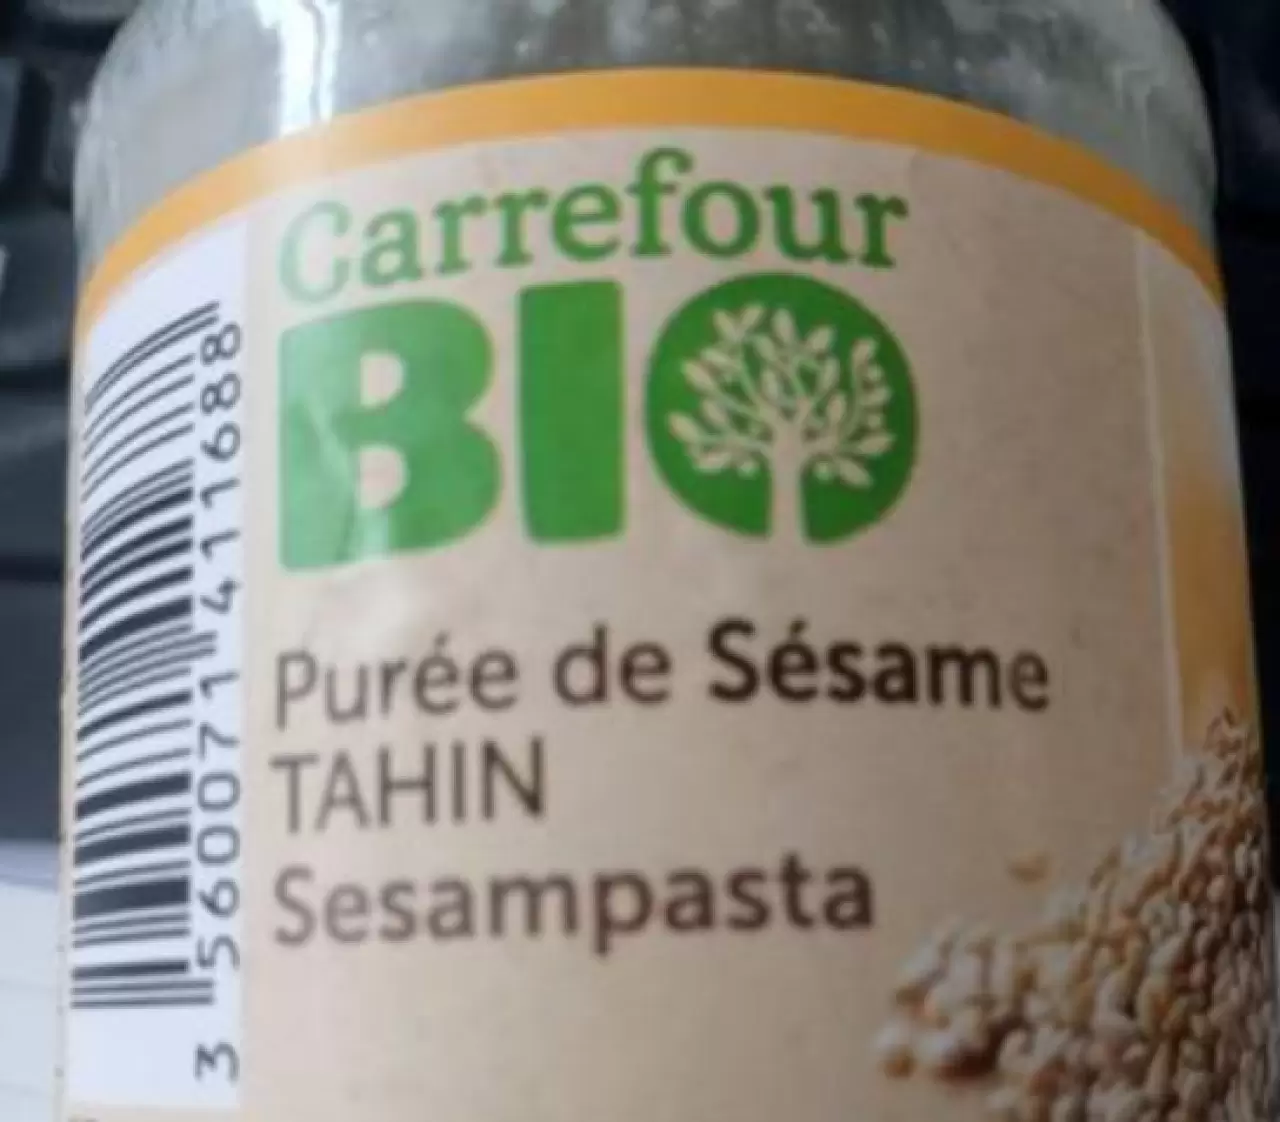 Carrefour
BIO
Purée de Sésame
TAHIN
Sesampasta
3 560071 411688